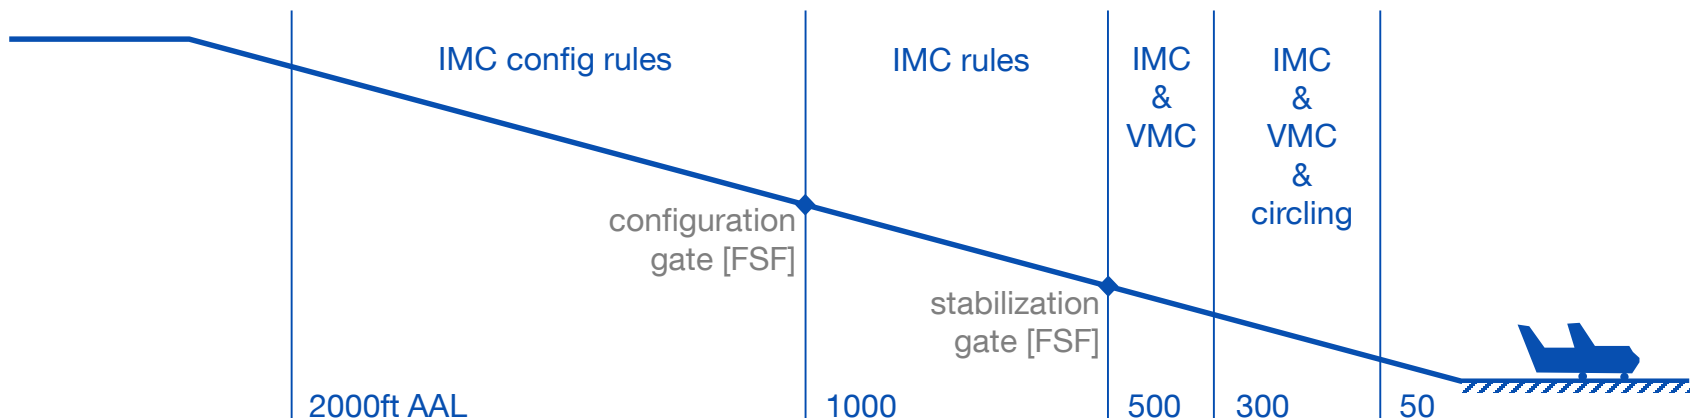 IMC config rules
IMC rules
IMC
&
VMC
IMC
&
VMC
&
circling
configuration
gate [FSF]
stabilization
gate [FSF]
2000ft AAL
1000
500
300
50